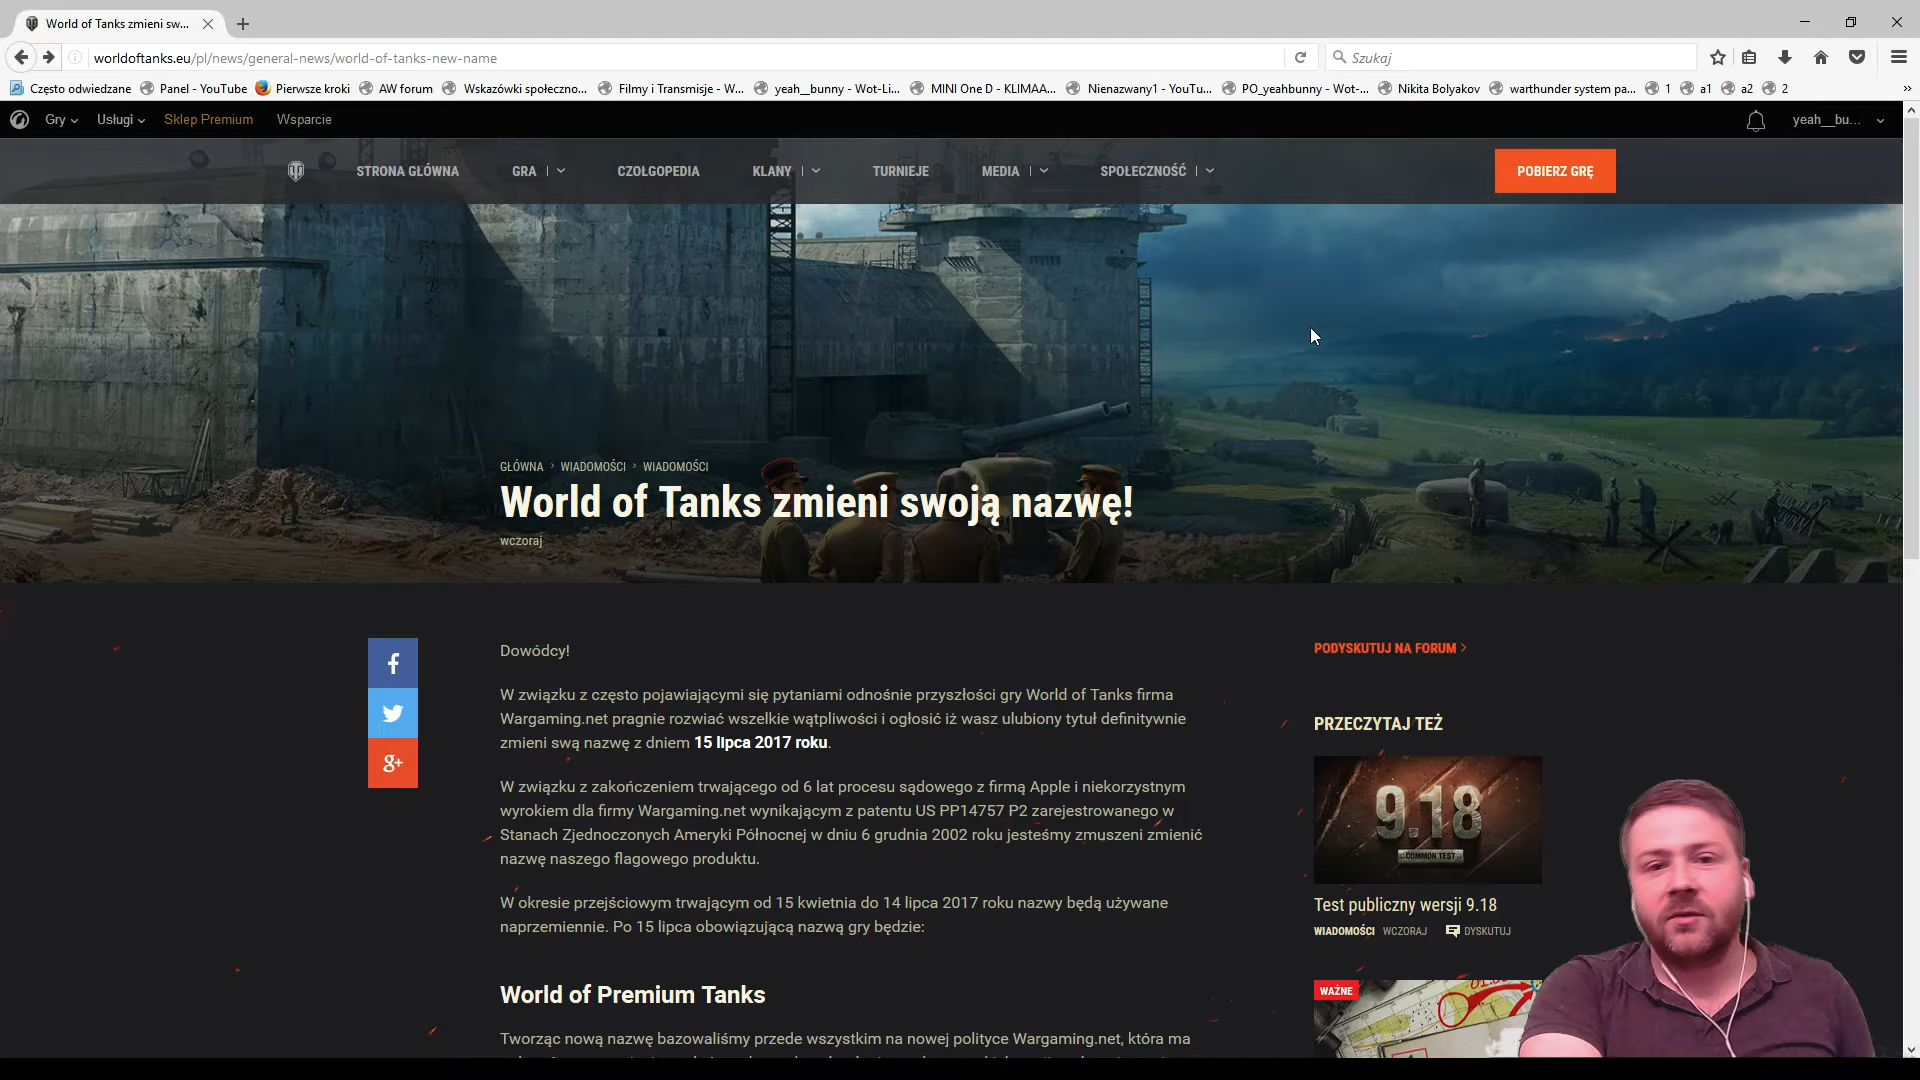 World of Tanks zmieni sw...
worldoftanks.eu/pl/news/general-news/world-of-tanks-new-name
Szukaj
Często odwiedzane
Panel - YouTube
Pierwsze kroki
AW forum
Wskazówki społeczno...
Filmy i Transmisje - W...
yeah__bunny - Wot-Li...
MINI One D - KLIMAA...
Nienazwany1 - YouTu...
PO_yeahbunny - Wot-...
Nikita Bolyakov
warthunder system pa...
1
a1
a2
2
Gry
Usługi
Sklep Premium
Wsparcie
yeah__bu...
STRONA GŁÓWNA
GRA
CZOŁGOPEDIA
KLANY
TURNIEJE
MEDIA
SPOŁECZNOŚĆ
POBIERZ GRĘ
GŁÓWNA > WIADOMOŚCI > WIADOMOŚCI
World of Tanks zmieni swoją nazwę!
wczoraj
Dowódcy!
W związku z często pojawiającymi się pytaniami odnośnie przyszłości gry World of Tanks firma
Wargaming.net pragnie rozwiać wszelkie wątpliwości i ogłosić iż wasz ulubiony tytuł definitywnie
zmieni swą nazwę z dniem 15 lipca 2017 roku.
W związku z zakończeniem trwającego od 6 lat procesu sądowego z firmą Apple i niekorzystnym
wyrokiem dla firmy Wargaming.net wynikającym z patentu US PP14757 P2 zarejestrowanego w
Stanach Zjednoczonych Ameryki Północnej w dniu 6 grudnia 2002 roku jesteśmy zmuszeni zmienić
nazwę naszego flagowego produktu.
W okresie przejściowym trwającym od 15 kwietnia do 14 lipca 2017 roku nazwy będą używane
naprzemiennie. Po 15 lipca obowiązującą nazwą gry będzie:
World of Premium Tanks
Tworząc nową nazwę bazowaliśmy przede wszystkim na nowej polityce Wargaming.net, która ma
PODYSKUTUJ NA FORUM >
PRZECZYTAJ TEŻ
9.18
COMMON TEST
Test publiczny wersji 9.18
WIADOMOŚCI WCZORAJ DYSKUTUJ
WAŻNE